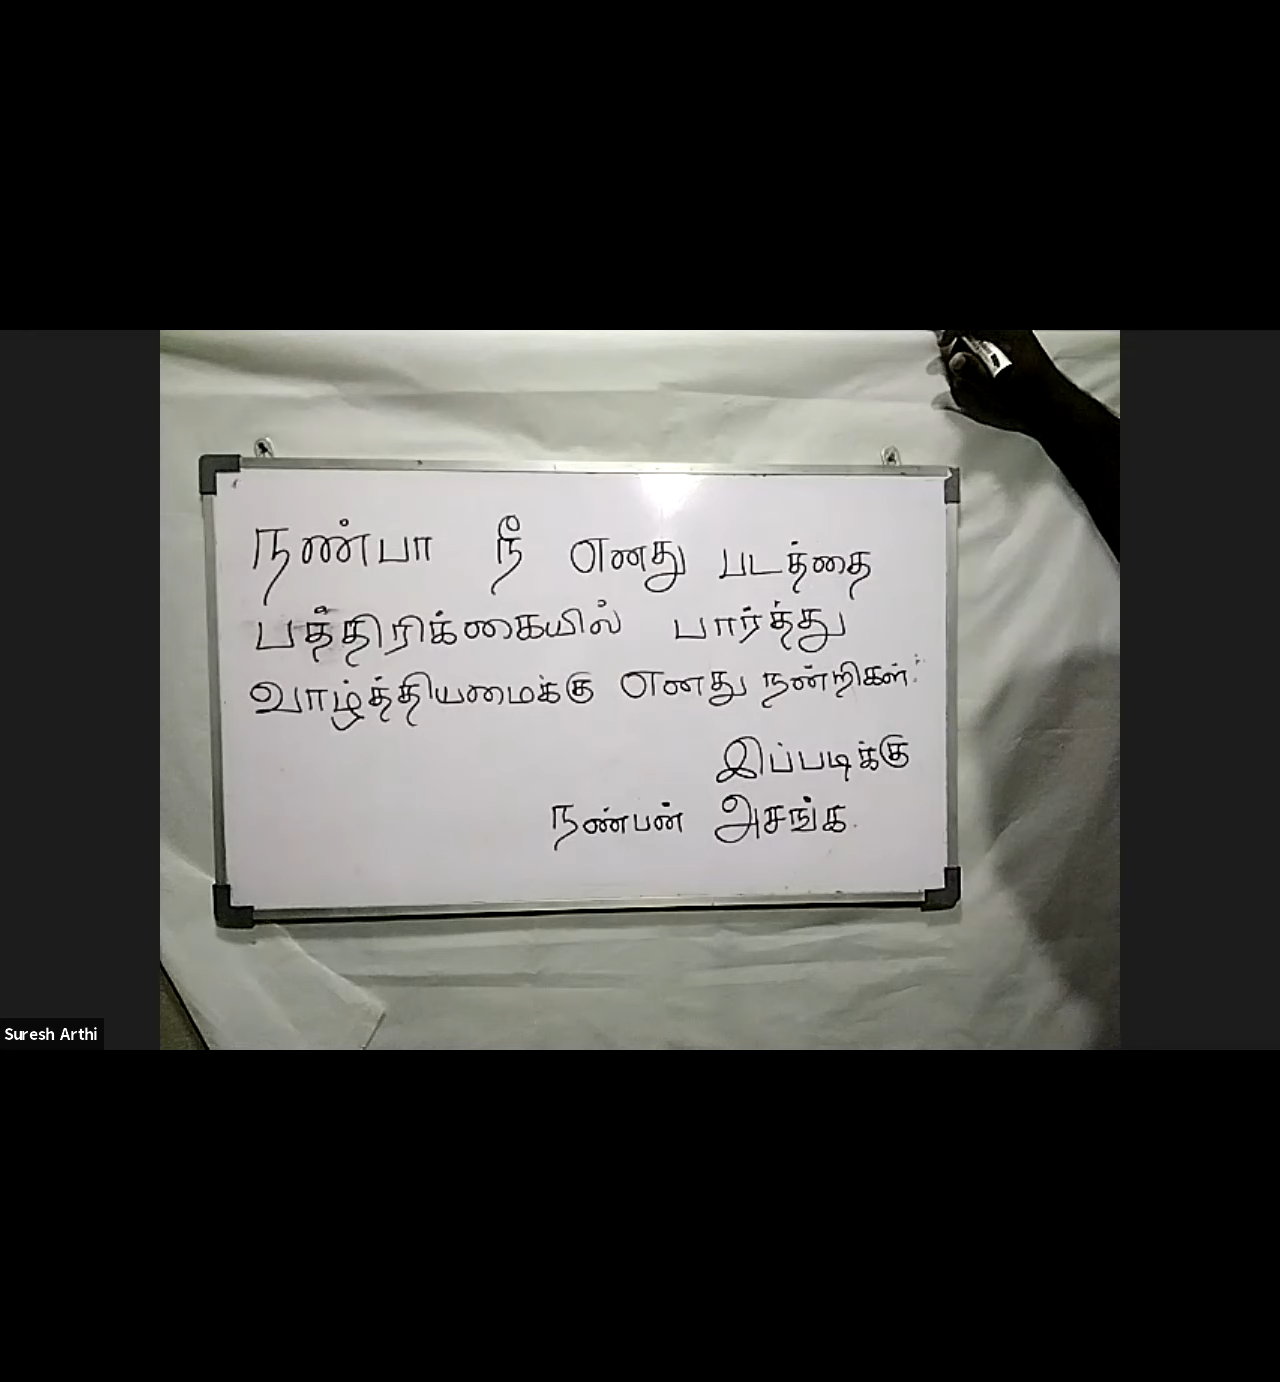 நண்பா நீ எனது படத்தை
பத்திரிக்கையில் பார்த்து
வாழ்த்தியமைக்கு எனது நன்றிகள்.
இப்படிக்கு
நண்பன் அசங்க.
Suresh Arthi